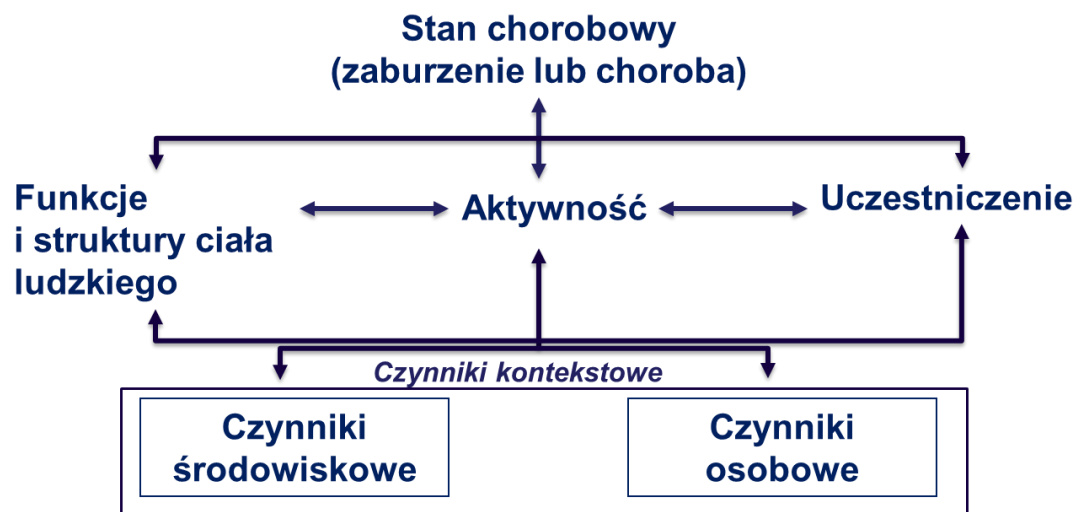 Stan chorobowy
(zaburzenie lub choroba)
Funkcje
i struktury ciała
ludzkiego
Aktywność
Uczestniczenie
Czynniki kontekstowe
Czynniki
środowiskowe
Czynniki
osobowe